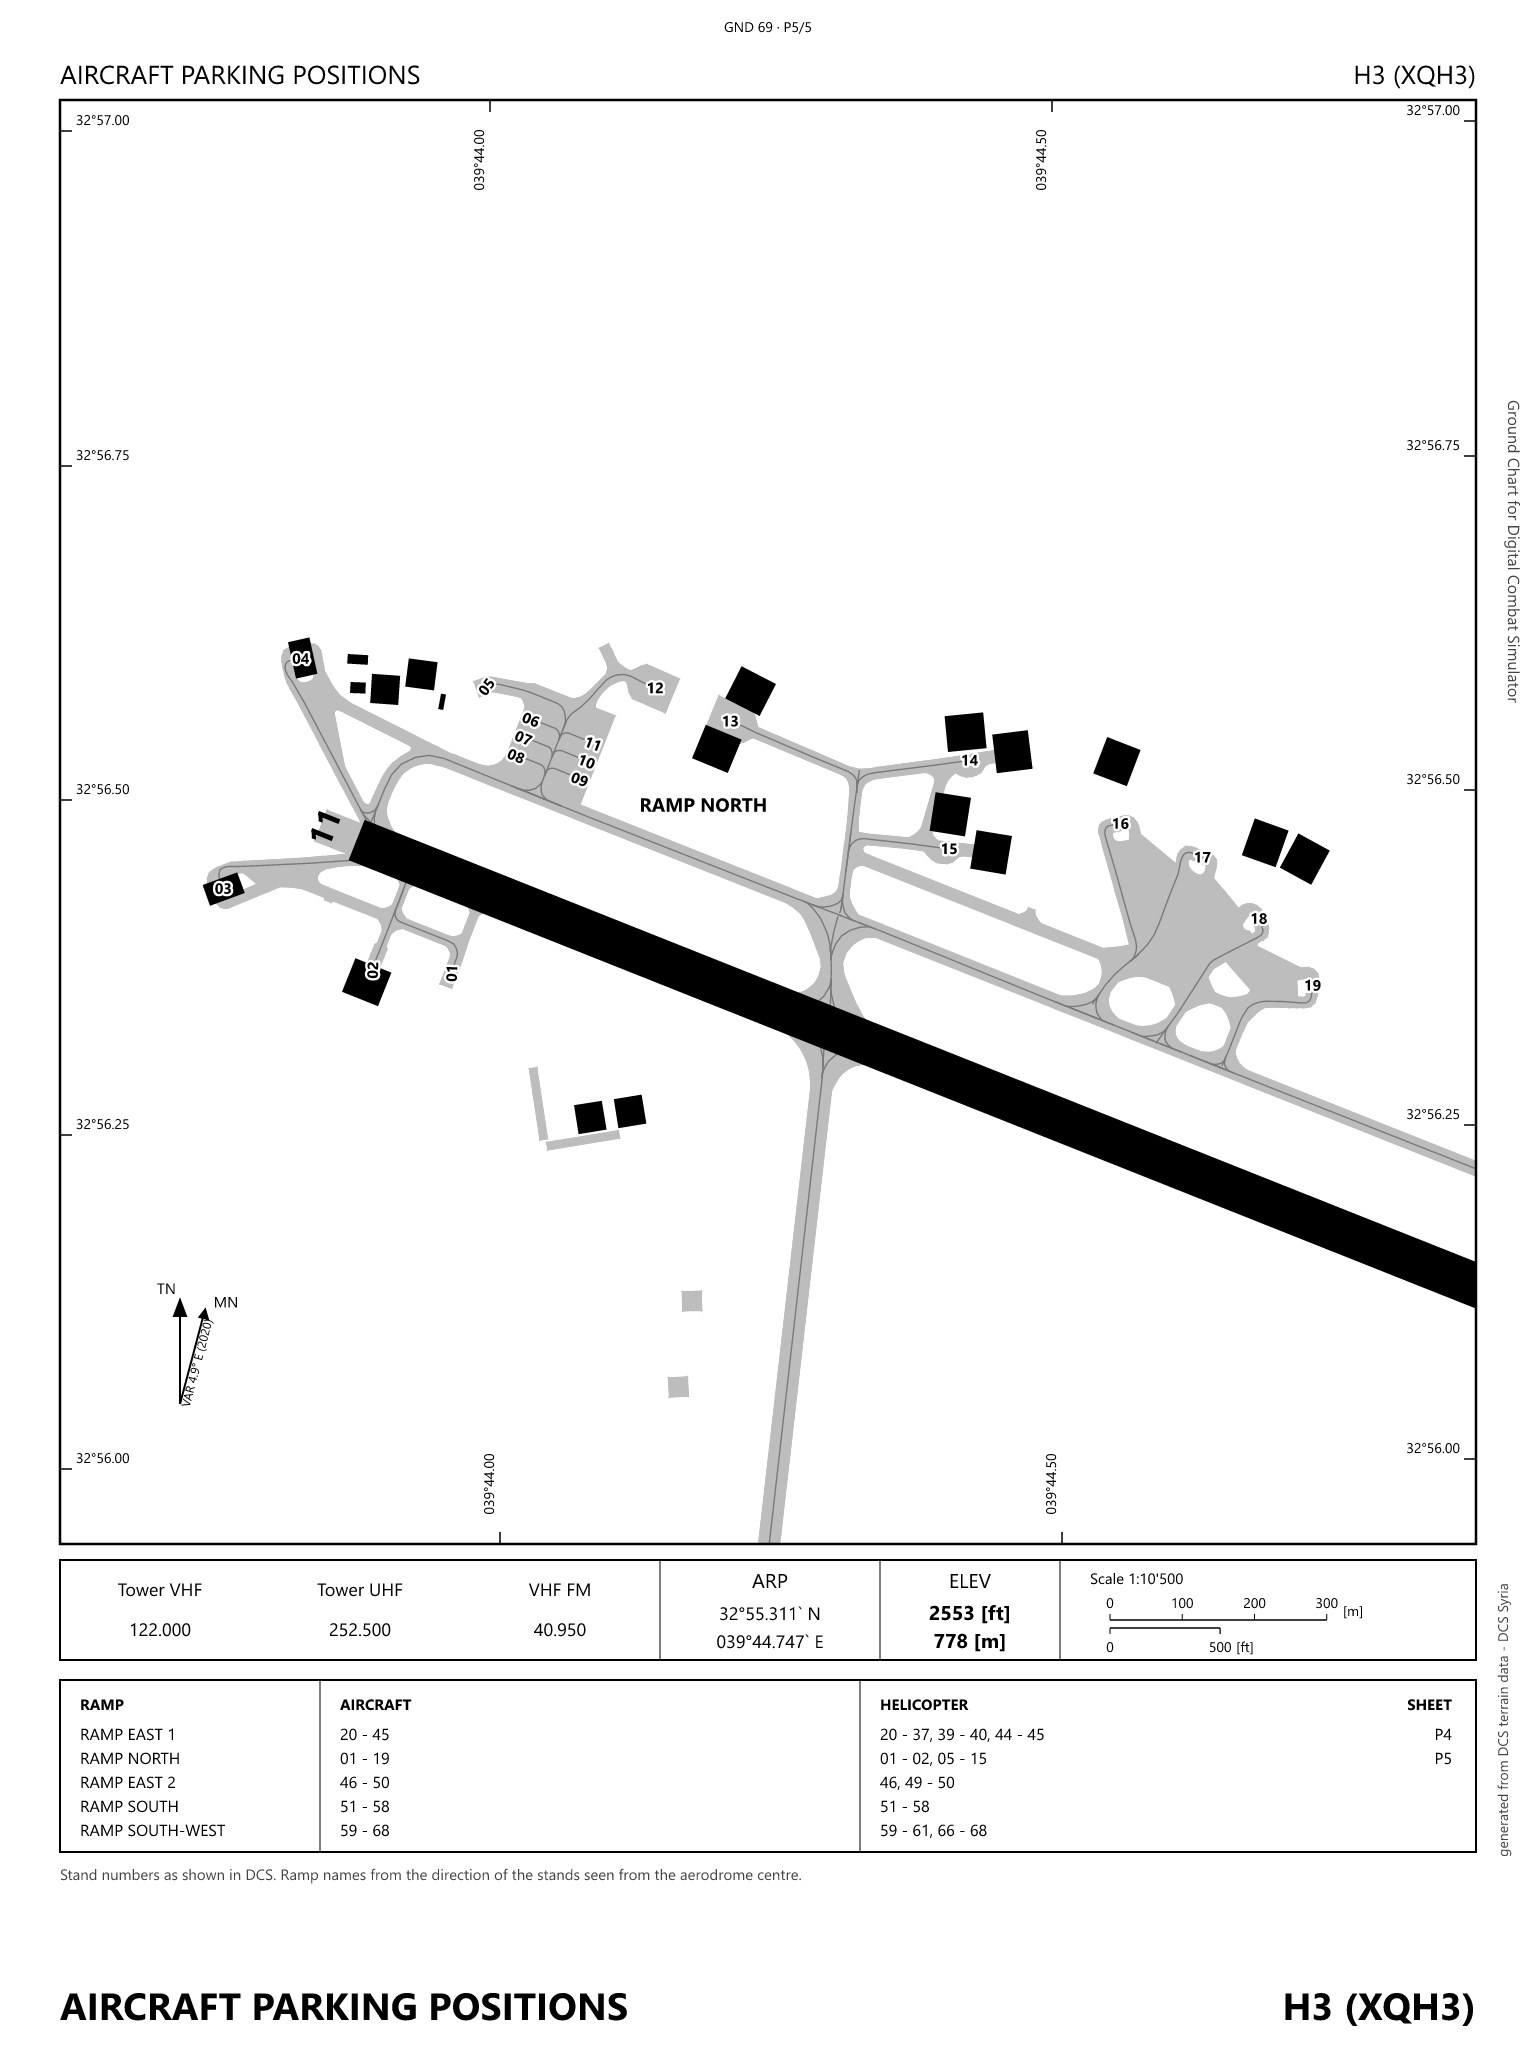 GND 69 · P5/5
AIRCRAFT PARKING POSITIONS
H3 (XQH3)
32°57.00
32°57.00
039°44.00
039°44.50
32°56.75
32°56.75
04
05
12
06
07
08
11
10
09
13
14
15
16
17
18
19
32°56.50
32°56.50
RAMP NORTH
11
03
02
01
32°56.25
32°56.25
TN
MN
VAR 4.9° E (2020)
32°56.00
32°56.00
039°44.00
039°44.50
Ground Chart for Digital Combat Simulator
Tower VHF
122.000
Tower UHF
252.500
VHF FM
40.950
ARP
32°55.311` N
039°44.747` E
ELEV
2553 [ft]
778 [m]
Scale 1:10'500
0 100 200 300 [m]
0 500 [ft]
RAMP AIRCRAFT HELICOPTER SHEET
RAMP EAST 1 20 - 45 20 - 37, 39 - 40, 44 - 45 P4
RAMP NORTH 01 - 19 01 - 02, 05 - 15 P5
RAMP EAST 2 46 - 50 46, 49 - 50
RAMP SOUTH 51 - 58 51 - 58
RAMP SOUTH-WEST 59 - 68 59 - 61, 66 - 68
generated from DCS terrain data - DCS Syria
Stand numbers as shown in DCS. Ramp names from the direction of the stands seen from the aerodrome centre.
AIRCRAFT PARKING POSITIONS
H3 (XQH3)